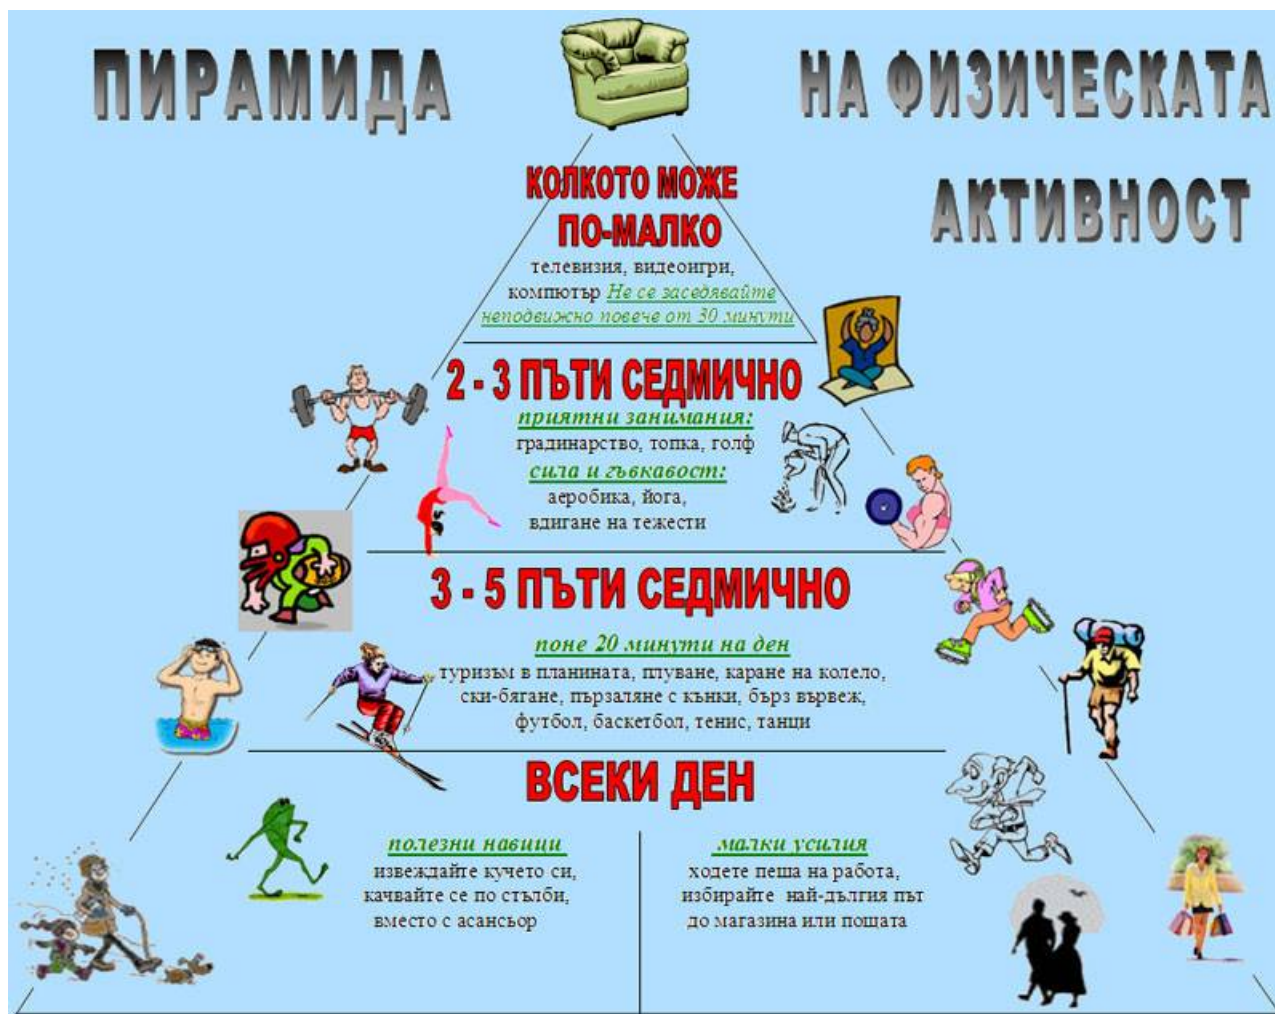 ПИРАМИДА
НА ФИЗИЧЕСКАТА
АКТИВНОСТ
КОЛКОТО МОЖЕ
ПО-МАЛКО
телевизия, видеоигри,
компютър Не се заседявайте
неподвижно повече от 30 минути
2 - 3 ПЪТИ СЕДМИЧНО
приятни занимания:
градинарство, топка, голф
сила и гъвкавост:
аеробика, йога,
вдигане на тежести
3 - 5 ПЪТИ СЕДМИЧНО
поне 20 минути на ден
туризъм в планината, плуване, каране на колело,
ски-бягане, пързаляне с кънки, бърз вървеж,
футбол, баскетбол, тенис, танци
ВСЕКИ ДЕН
полезни навици
извеждайте кучето си,
качвайте се по стълби,
вместо с асансьор
малки усилия
ходете пеша на работа,
избирайте най-дългия път
до магазина или пощата